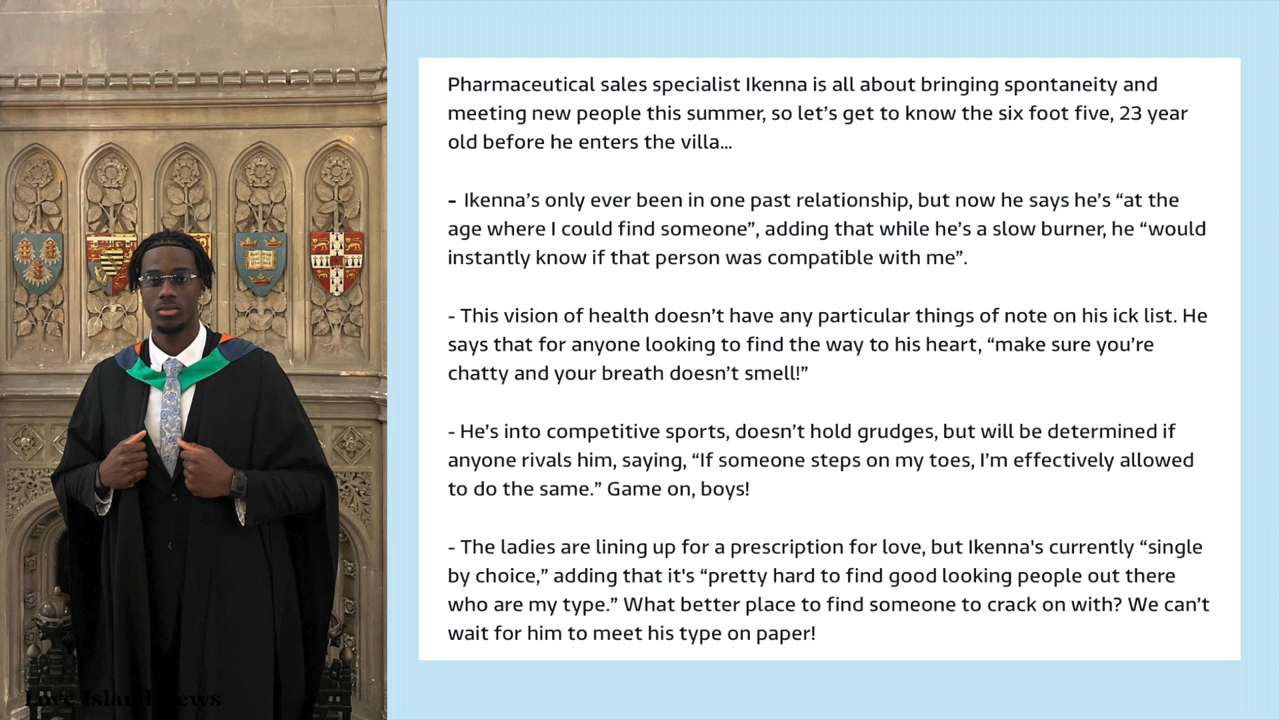 Pharmaceutical sales specialist Ikenna is all about bringing spontaneity and
meeting new people this summer, so let’s get to know the six foot five, 23 year
old before he enters the villa...
- Ikenna’s only ever been in one past relationship, but now he says he’s “at the
age where I could find someone”, adding that while he’s a slow burner, he “would
instantly know if that person was compatible with me”.
- This vision of health doesn’t have any particular things of note on his ick list. He
says that for anyone looking to find the way to his heart, “make sure you’re
chatty and your breath doesn’t smell!”
- He’s into competitive sports, doesn’t hold grudges, but will be determined if
anyone rivals him, saying, “If someone steps on my toes, I’m effectively allowed
to do the same.” Game on, boys!
- The ladies are lining up for a prescription for love, but Ikenna's currently “single
by choice,” adding that it's “pretty hard to find good looking people out there
who are my type.” What better place to find someone to crack on with? We can’t
wait for him to meet his type on paper!
Love Island News